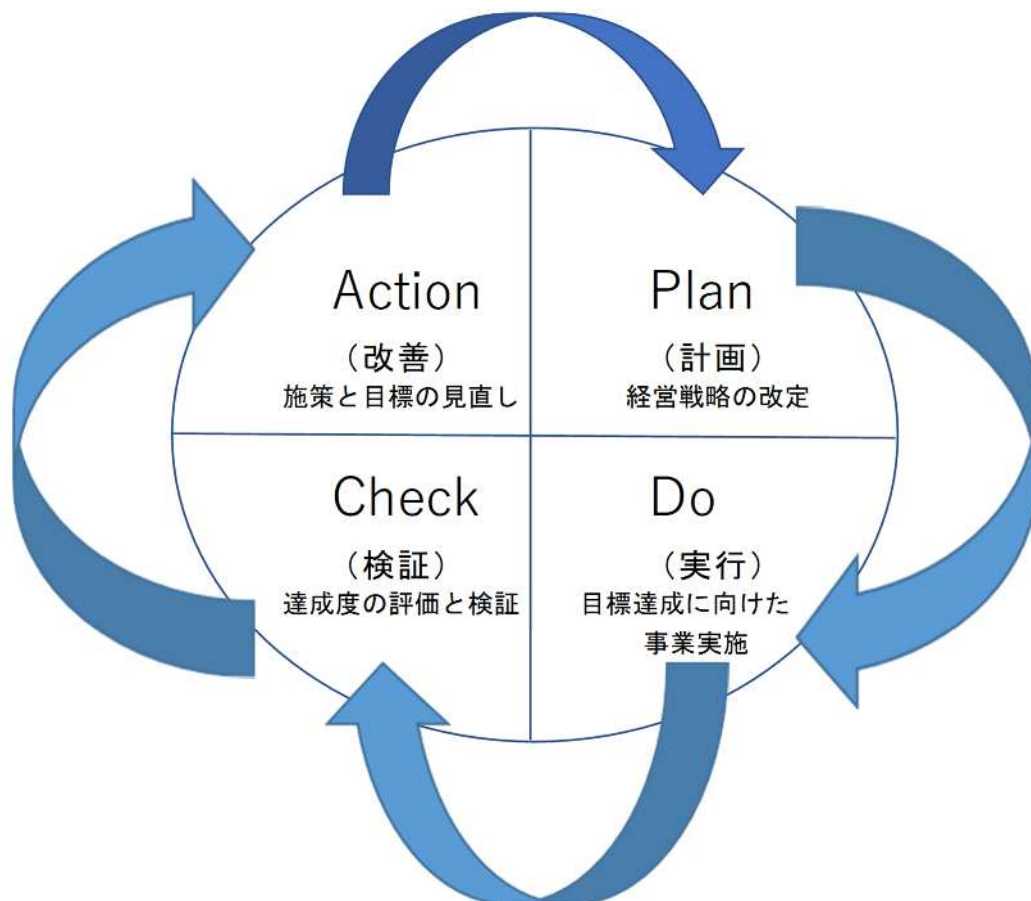 Action
（改善）
施策と目標の見直し
Plan
（計画）
経営戦略の改定
Check
（検証）
達成度の評価と検証
Do
（実行）
目標達成に向けた
事業実施